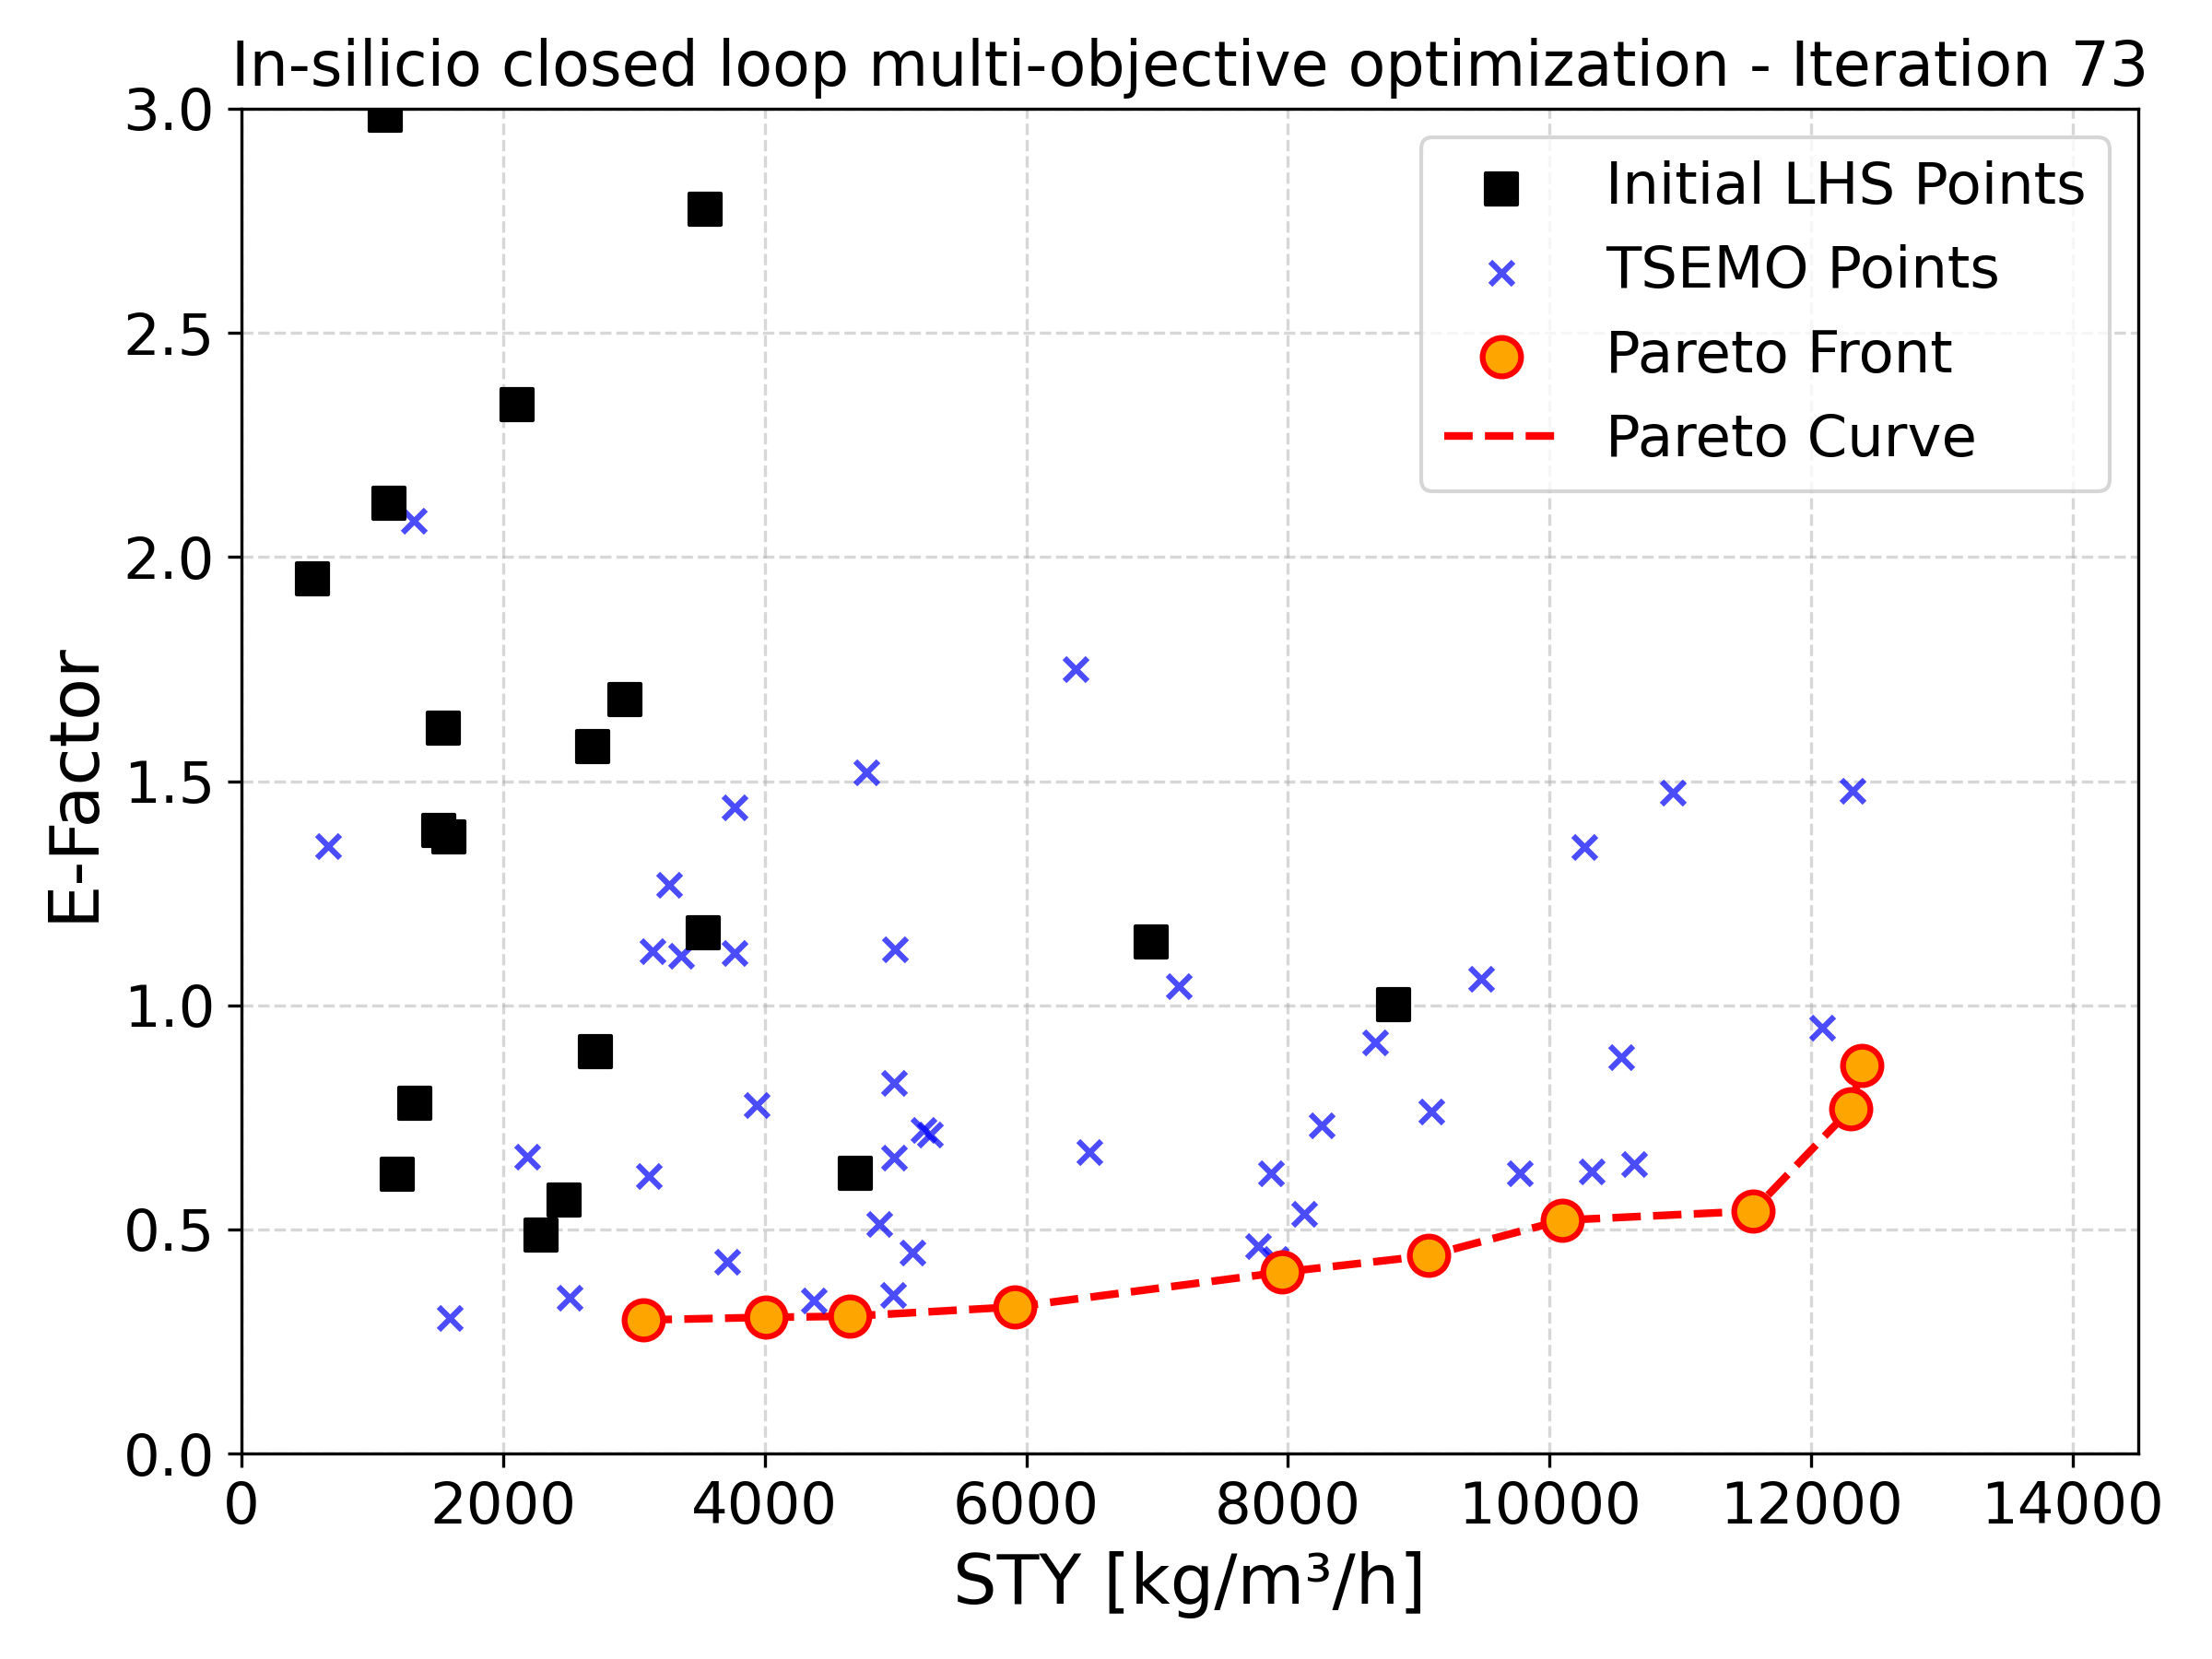 In-silicio closed loop multi-objective optimization - Iteration 73
3.0
2.5
2.0
1.5
1.0
0.5
0.0
E-Factor
Initial LHS Points
TSEMO Points
Pareto Front
Pareto Curve
0 2000 4000 6000 8000 10000 12000 14000
STY [kg/m³/h]